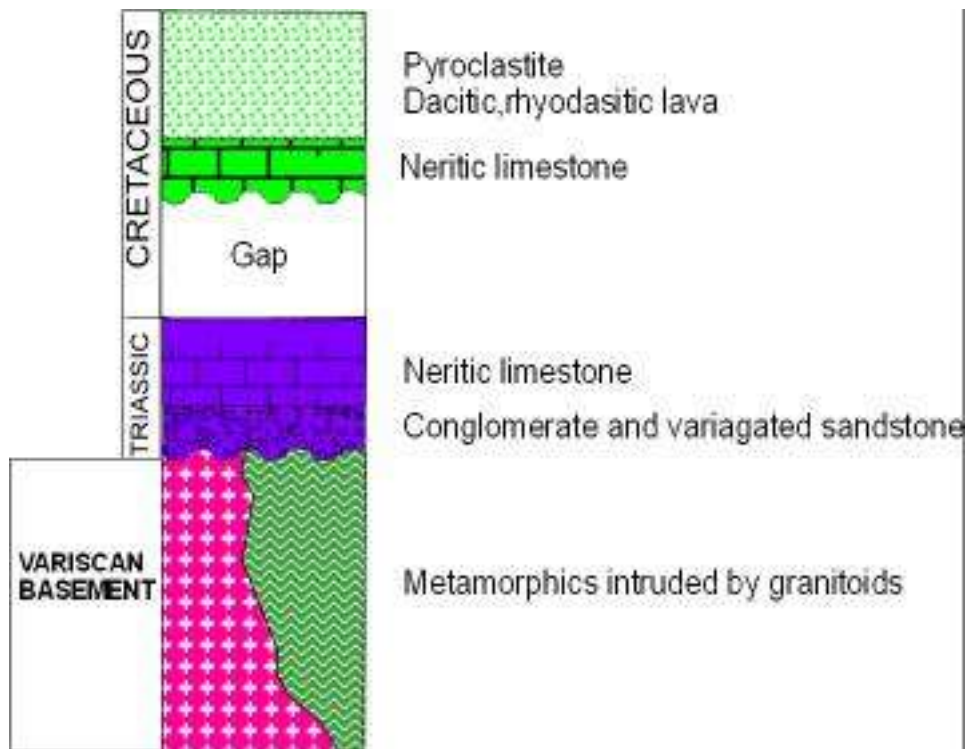 CRETACEOUS
Pyroclastite
Dacitic,rhyodasitic lava
Neritic limestone
Gap
TRIASSIC
Neritic limestone
Conglomerate and variagated sandstone
VARISCAN
BASEMENT
Metamorphics intruded by granitoids